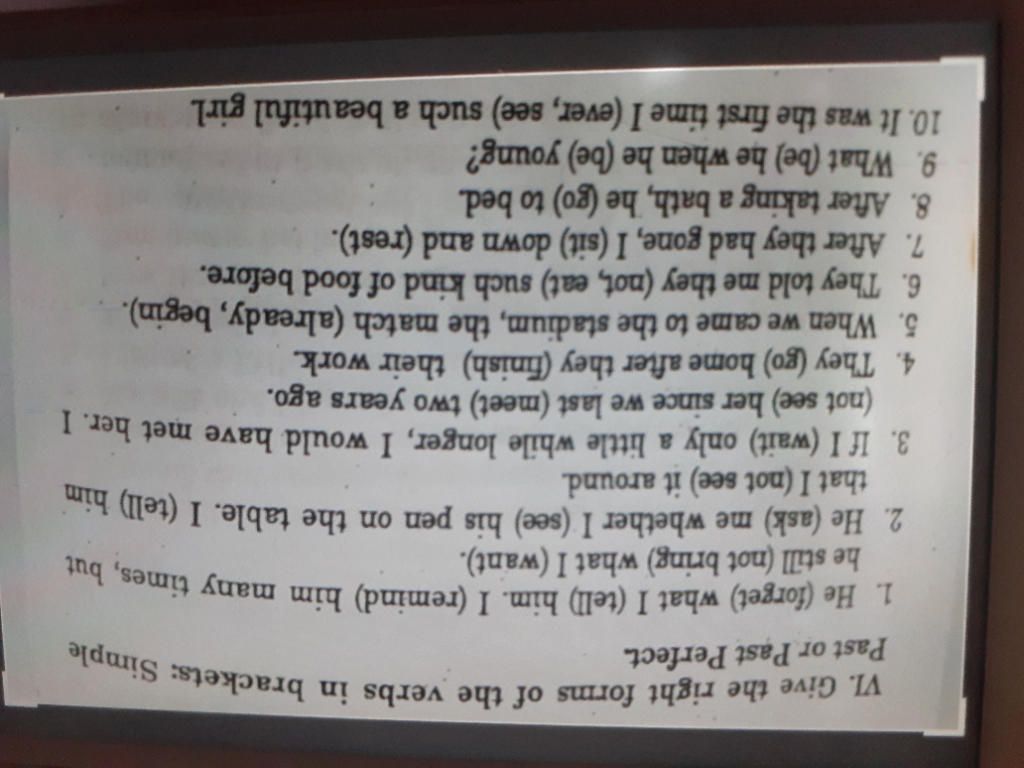 VI. Give the right forms of the verbs in brackets: Simple
Past or Past Perfect.
1. He (forget) what I (tell) him. I (remind) him many times, but
he still (not bring) what I (want).
2. He (ask) me whether I (see) his pen on the table. I (tell) him
that I (not see) it around.
3. If I (wait) only a little while longer, I would have met her. I
(not see) her since we last (meet) two years ago.
4. They (go) home after they (finish) their work.
5. When we came to the stadium, the match (already, begin).
6. They told me they (not, eat) such kind of food before.
7. After they had gone, I (sit) down and (rest).
8. After taking a bath, he (go) to bed.
9. What (be) he when he (be) young?
10. It was the first time I (ever, see) such a beautiful girl.